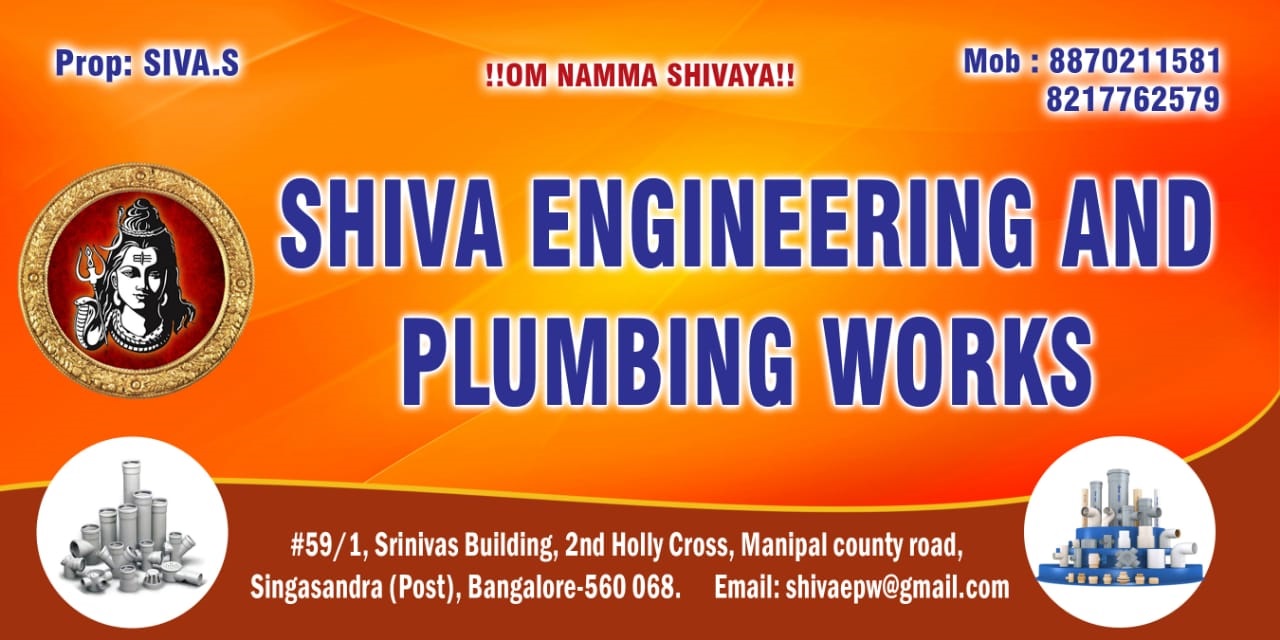 Prop: SIVA.S
!!OM NAMMA SHIVAYA!!
Mob : 8870211581
8217762579
SHIVA ENGINEERING AND
PLUMBING WORKS
#59/1, Srinivas Building, 2nd Holly Cross, Manipal county road,
Singasandra (Post), Bangalore-560 068. Email: shivaepw@gmail.com